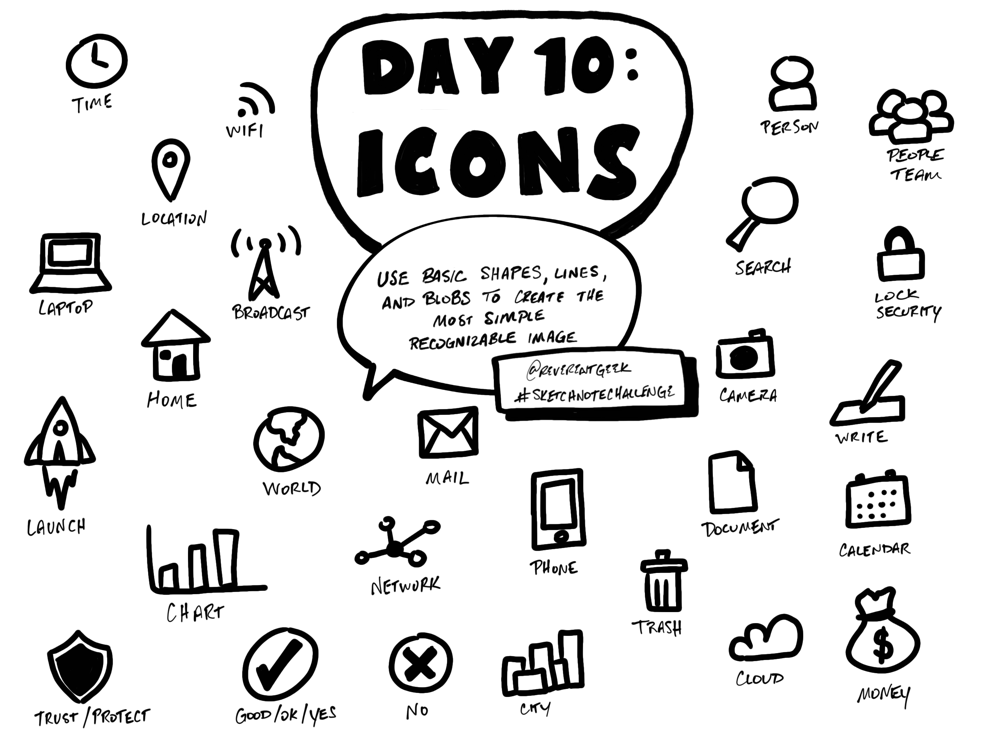 DAY 10:
ICONS
USE BASIC SHAPES, LINES,
AND BLOBS TO CREATE THE
MOST SIMPLE
RECOGNIZABLE IMAGE
@REVERENTGEEK
#SKETCHNOTECHALLENGE
TIME
WIFI
LOCATION
LAPTOP
BROADCAST
HOME
LAUNCH
WORLD
MAIL
CHART
NETWORK
PHONE
TRUST/PROTECT
GOOD/OK/YES
NO
CITY
PERSON
PEOPLE
TEAM
SEARCH
LOCK
SECURITY
CAMERA
WRITE
DOCUMENT
CALENDAR
TRASH
CLOUD
$
MONEY